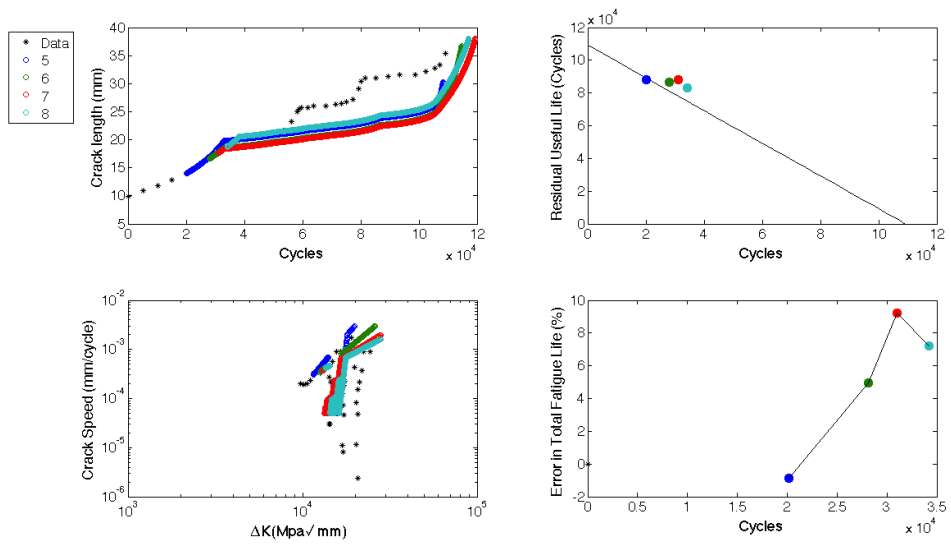 Data
5
6
7
8
Crack length (mm)
40
35
30
25
20
15
10
5
0 2 4 6 8 10 12
Cycles
x 10^4
x 10^4
Residual Useful Life (Cycles)
12
10
8
6
4
2
0
0 2 4 6 8 10 12
Cycles
x 10^4
Crack Speed (mm/cycle)
10^-2
10^-3
10^-4
10^-5
10^-6
10^3 10^4 10^5
ΔK(Mpa√ mm)
Error in Total Fatigue Life (%)
10
8
6
4
2
0
-2
0 0.5 1 1.5 2 2.5 3 3.5
Cycles
x 10^4